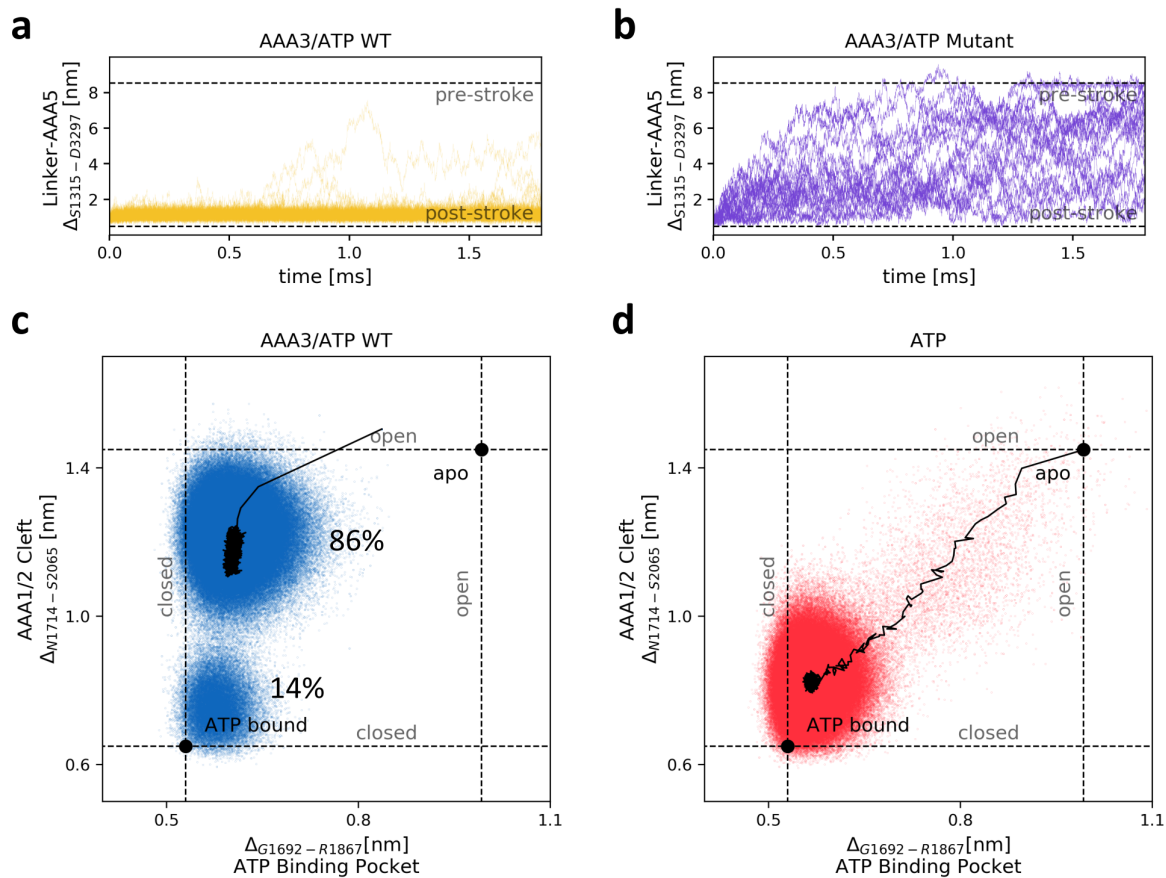 a
AAA3/ATP WT
Linker-AAA5
Δ_{S1315−D3297} [nm]
8
6
4
2
pre-stroke
post-stroke
0.0 0.5 1.0 1.5
time [ms]
b
AAA3/ATP Mutant
Linker-AAA5
Δ_{S1315−D3297} [nm]
8
6
4
2
pre-stroke
post-stroke
0.0 0.5 1.0 1.5
time [ms]
c
AAA3/ATP WT
AAA1/2 Cleft
Δ_{N1714−S2065} [nm]
1.4
1.0
0.6
open
apo
86%
closed
open
14%
ATP bound
closed
0.5 0.8 1.1
Δ_{G1692−R1867}[nm]
ATP Binding Pocket
d
ATP
AAA1/2 Cleft
Δ_{N1714−S2065} [nm]
1.4
1.0
0.6
open
apo
closed
open
ATP bound
closed
0.5 0.8 1.1
Δ_{G1692−R1867}[nm]
ATP Binding Pocket